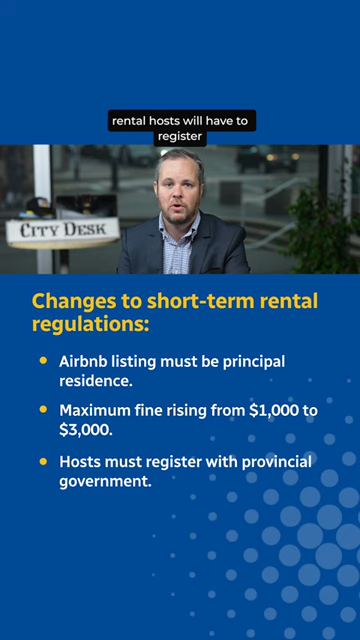 rental hosts will have to
register
CITY DESK
Changes to short-term rental
regulations:
Airbnb listing must be principal
residence.
Maximum fine rising from $1,000 to
$3,000.
Hosts must register with provincial
government.